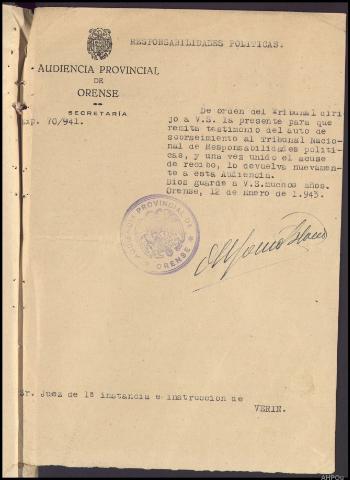 RESPONSABILIDADES POLITICAS.
AUDIENCIA PROVINCIAL
DE
ORENSE
SECRETARÍA
Exp. 70/941.
De orden del Tribunal diri-
jo a V.S. la presente para que
remita testimonio del auto de
sobreseimiento al Tribunal Nacio-
nal de Responsabilidades politi-
cas, y una vez unido el acuse
de recibo, lo devuelva nuevamen-
te a esta Audiencia.
Dios guarde a V.S.muchos años.
Orense, 12 de Enero de 1.943.
AUDIENCIA PROVINCIAL DE
ORENSE
Sr. Juez de 1ª instancia e instruccion de
VERIN.
AHPOu